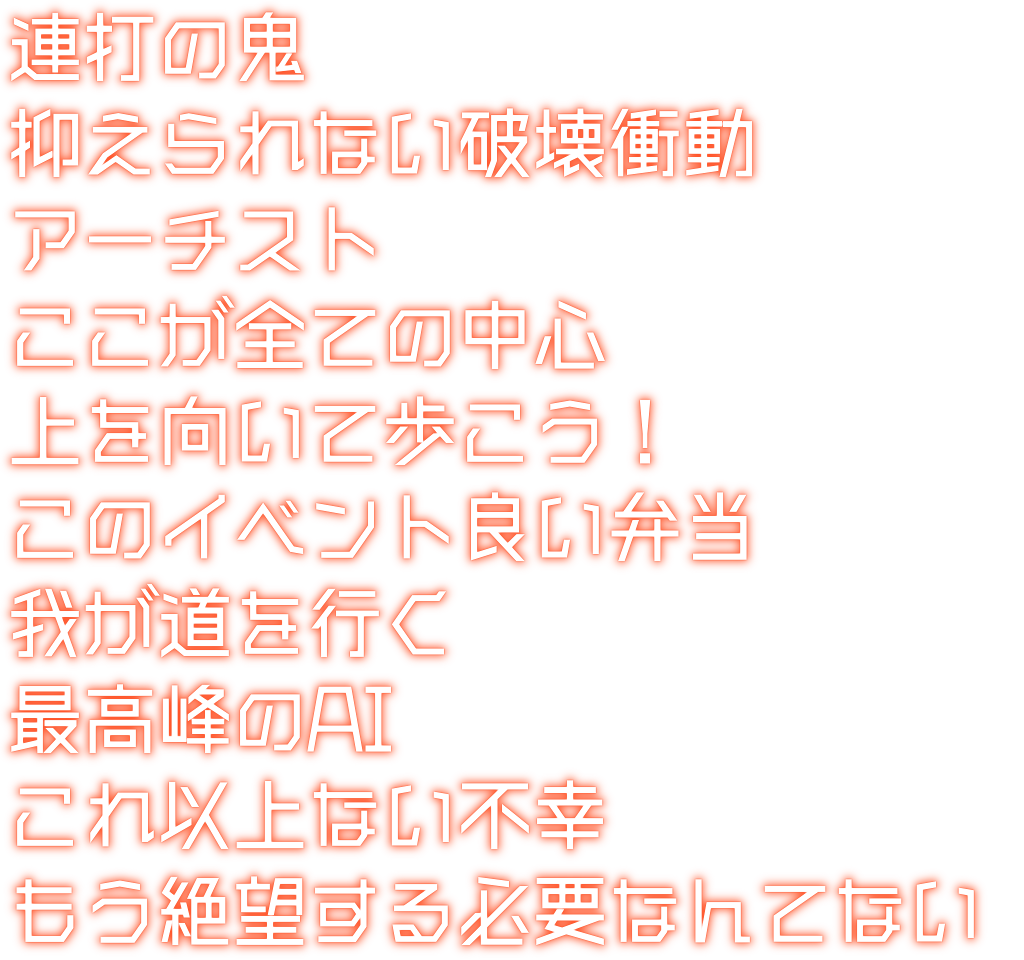 連打の鬼
抑えられない破壊衝動
アーチスト
ここが全ての中心
上を向いて歩こう！
このイベント良い弁当
我が道を行く
最高峰のAI
これ以上ない不幸
もう絶望する必要なんてない